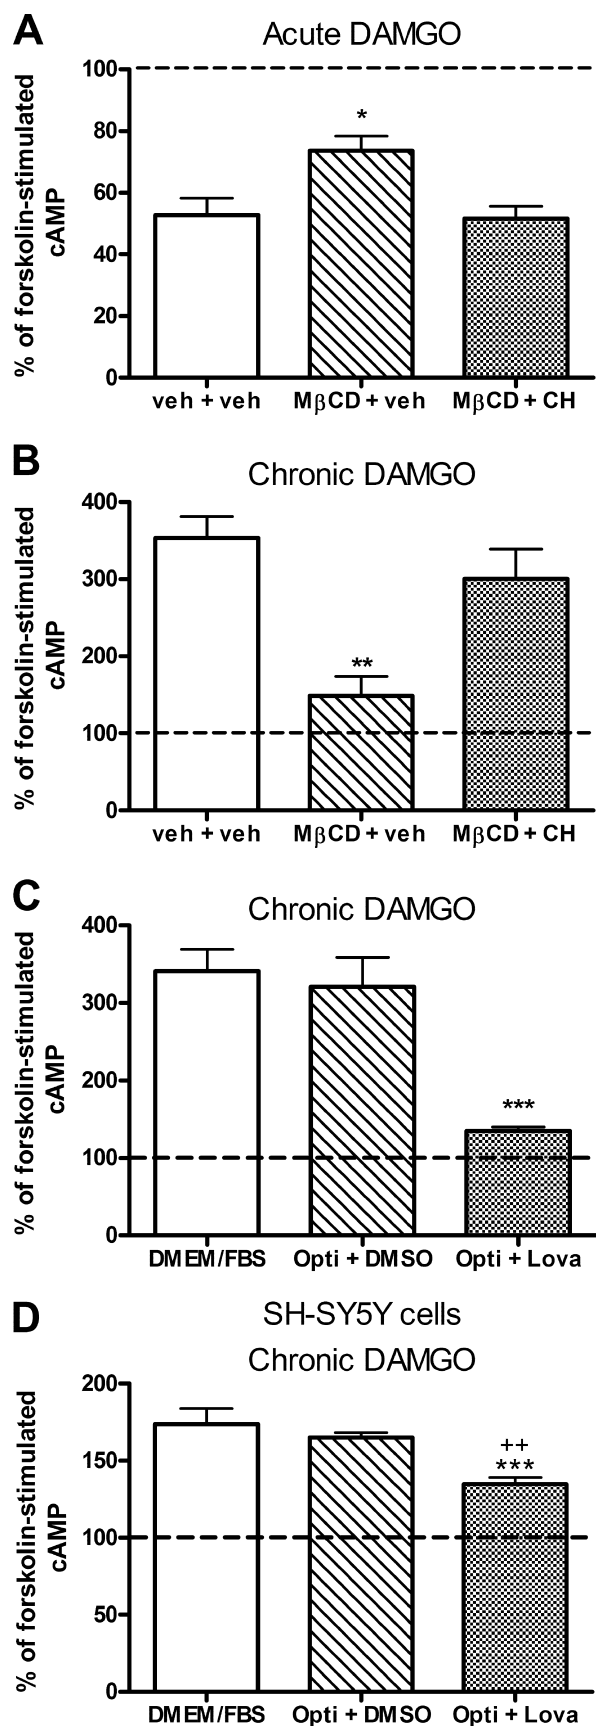 A
Acute DAMGO
% of forskolin-stimulated
cAMP
100
80
60
40
20
0
*
veh + veh
MβCD + veh
MβCD + CH
B
Chronic DAMGO
% of forskolin-stimulated
cAMP
400
300
200
100
0
**
veh + veh
MβCD + veh
MβCD + CH
C
Chronic DAMGO
% of forskolin-stimulated
cAMP
400
300
200
100
0
***
DMEM/FBS
Opti + DMSO
Opti + Lova
D
SH-SY5Y cells
Chronic DAMGO
% of forskolin-stimulated
cAMP
200
150
100
50
0
++
***
DMEM/FBS
Opti + DMSO
Opti + Lova